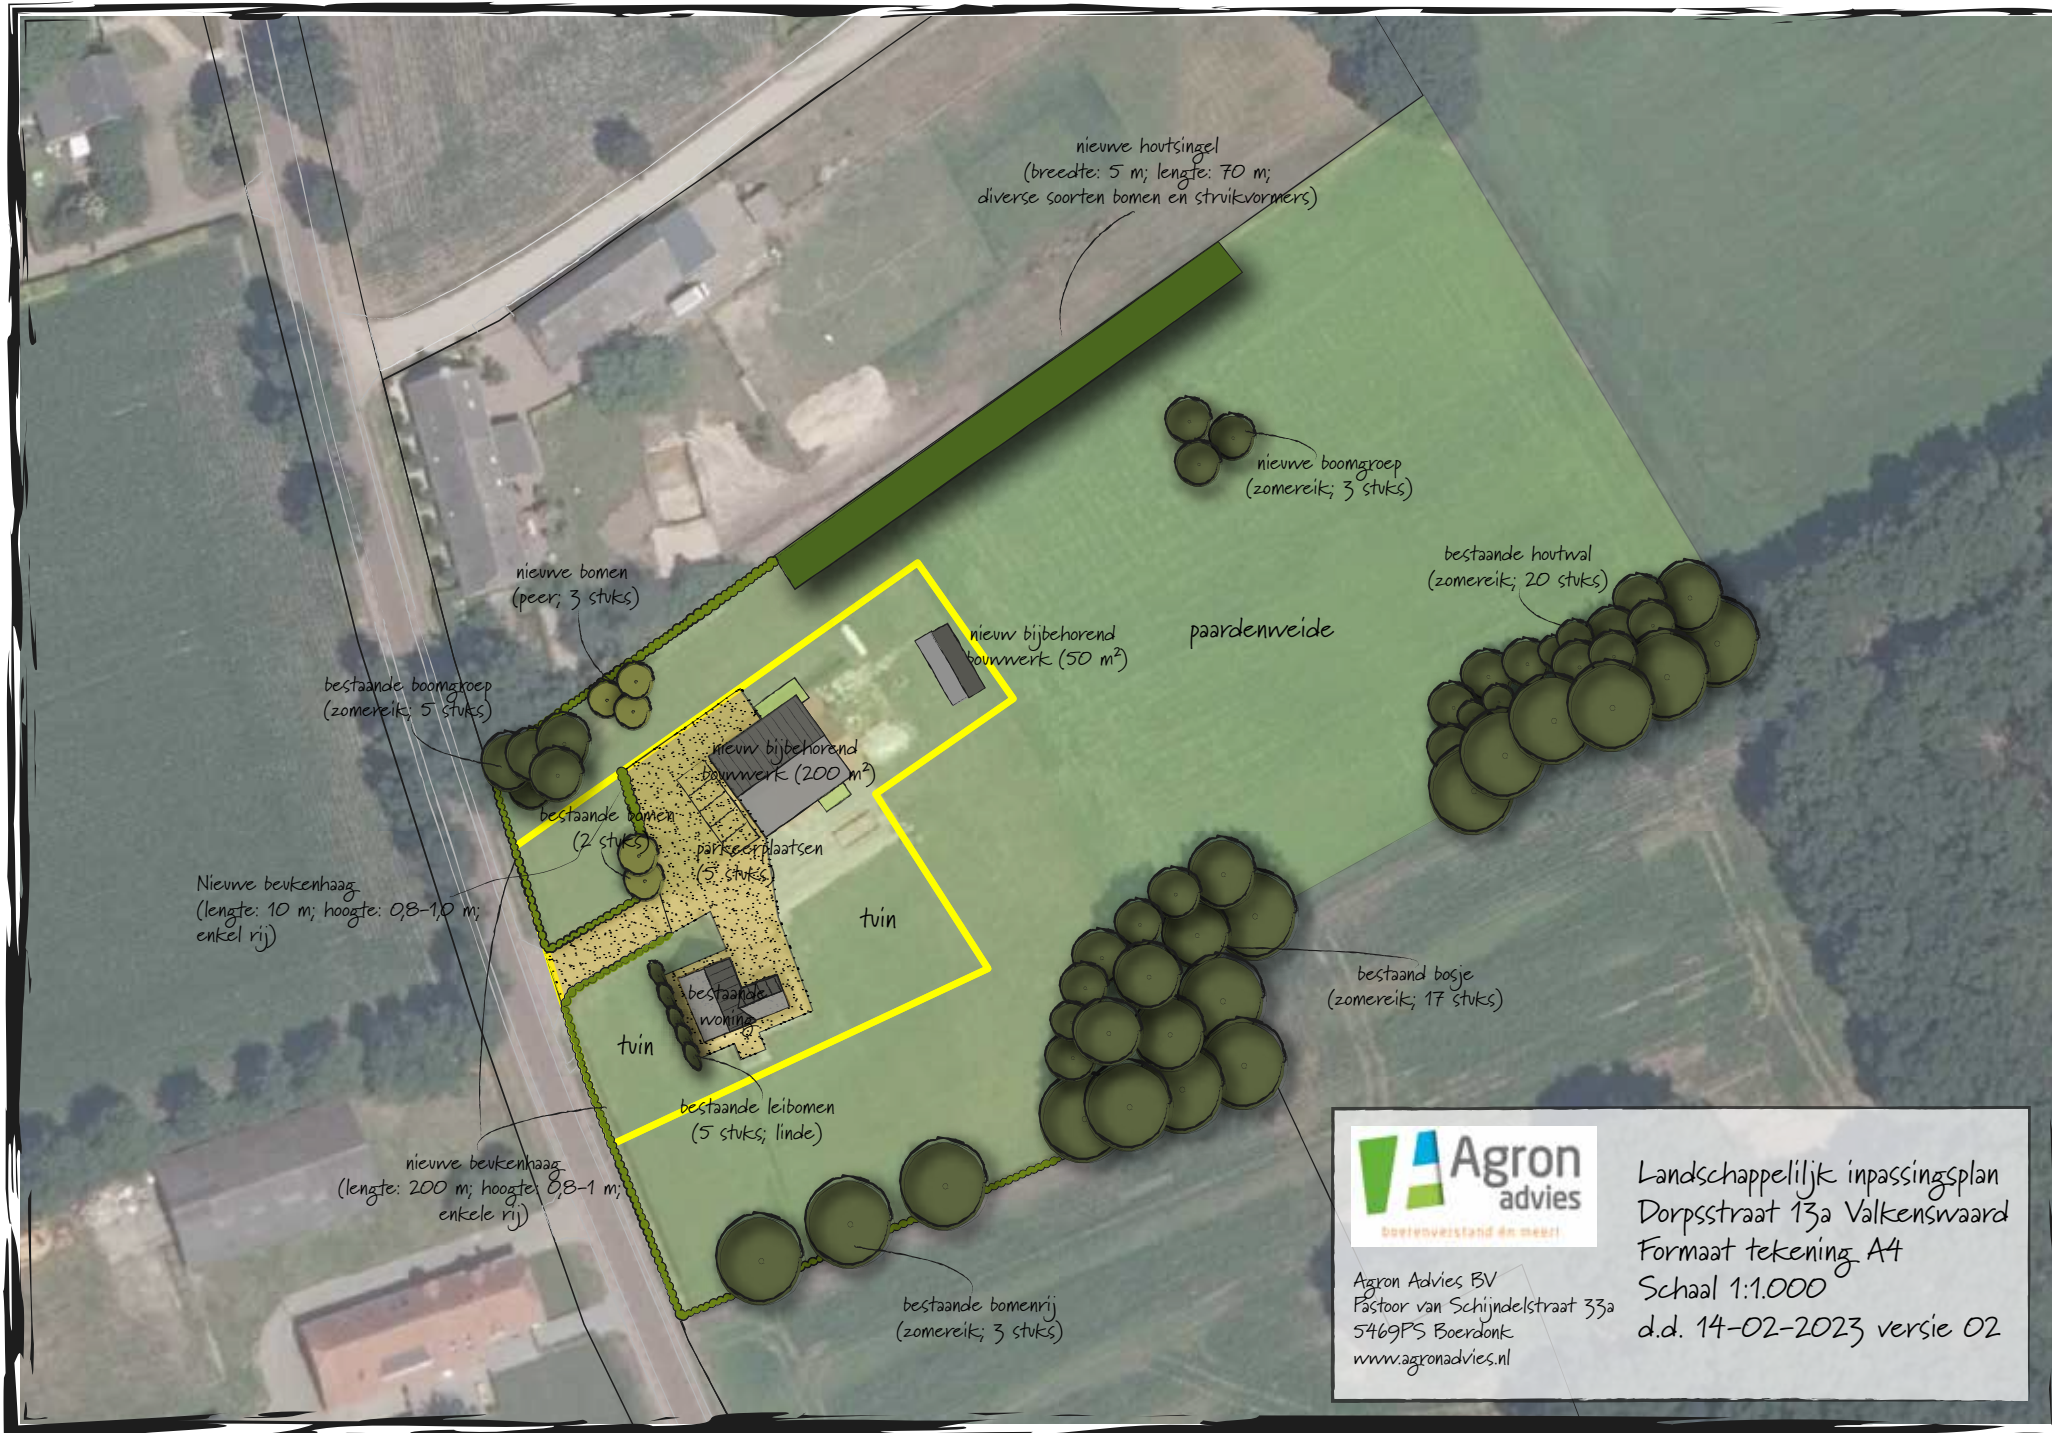 nieuwe houtsingel
(breedte: 5 m; lengte: 70 m;
diverse soorten bomen en struikvormers)
nieuwe boomgroep
(zomereik; 3 stuks)
bestaande houtwal
(zomereik; 20 stuks)
nieuwe bomen
(peer; 3 stuks)
nieuw bijbehorend
bouwwerk (50 m²)
paardenweide
bestaande boomgroep
(zomereik; 5 stuks)
nieuw bijbehorend
bouwwerk (200 m²)
bestaande bomen
(2 stuks)
parkeerplaatsen
(5 stuks)
Nieuwe beukenhaag
(lengte: 10 m; hoogte: 0,8-1,0 m;
enkel rij)
tuin
bestaand bosje
(zomereik; 17 stuks)
bestaande
woning
tuin
bestaande leibomen
(5 stuks; linde)
nieuwe beukenhaag
(lengte: 200 m; hoogte: 0,8-1 m;
enkele rij)
bestaande bomenrij
(zomereik; 3 stuks)
Agron
advies
boerenverstand én meer!
Agron Advies BV
Pastoor van Schijndelstraat 33a
5469PS Boerdonk
www.agronadvies.nl
Landschappeliljk inpassingsplan
Dorpsstraat 13a Valkenswaard
Formaat tekening A4
Schaal 1:1.000
d.d. 14-02-2023 versie 02